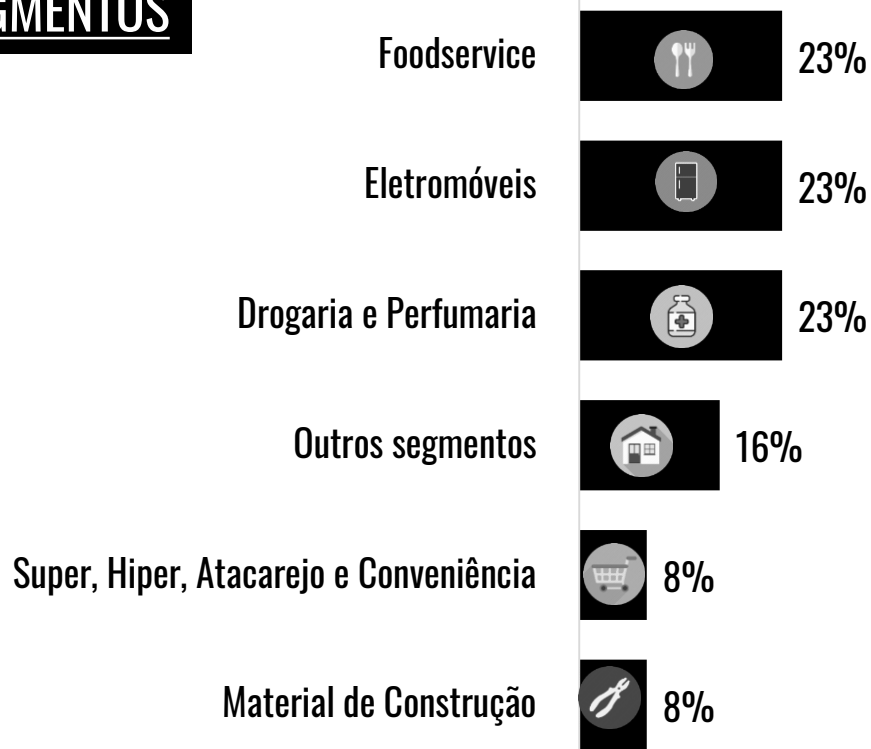 Foodservice 23%
Eletromóveis 23%
Drogaria e Perfumaria 23%
Outros segmentos 16%
Super, Hiper, Atacarejo e Conveniência 8%
Material de Construção 8%